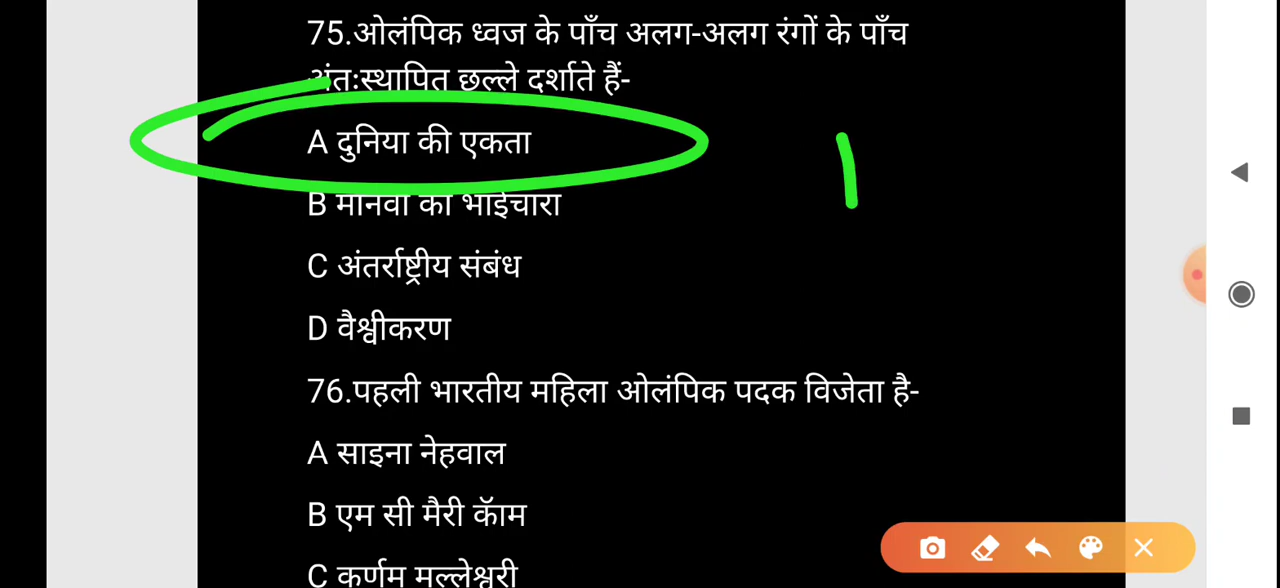 75.ओलंपिक ध्वज के पाँच अलग-अलग रंगों के पाँच
अंतःस्थापित छल्ले दर्शाते हैं-
A दुनिया की एकता
B मानवों का भाईचारा
C अंतर्राष्ट्रीय संबंध
D वैश्वीकरण
76.पहली भारतीय महिला ओलंपिक पदक विजेता है-
A साइना नेहवाल
B एम सी मैरी कॅाम
C कर्णम मल्लेश्वरी